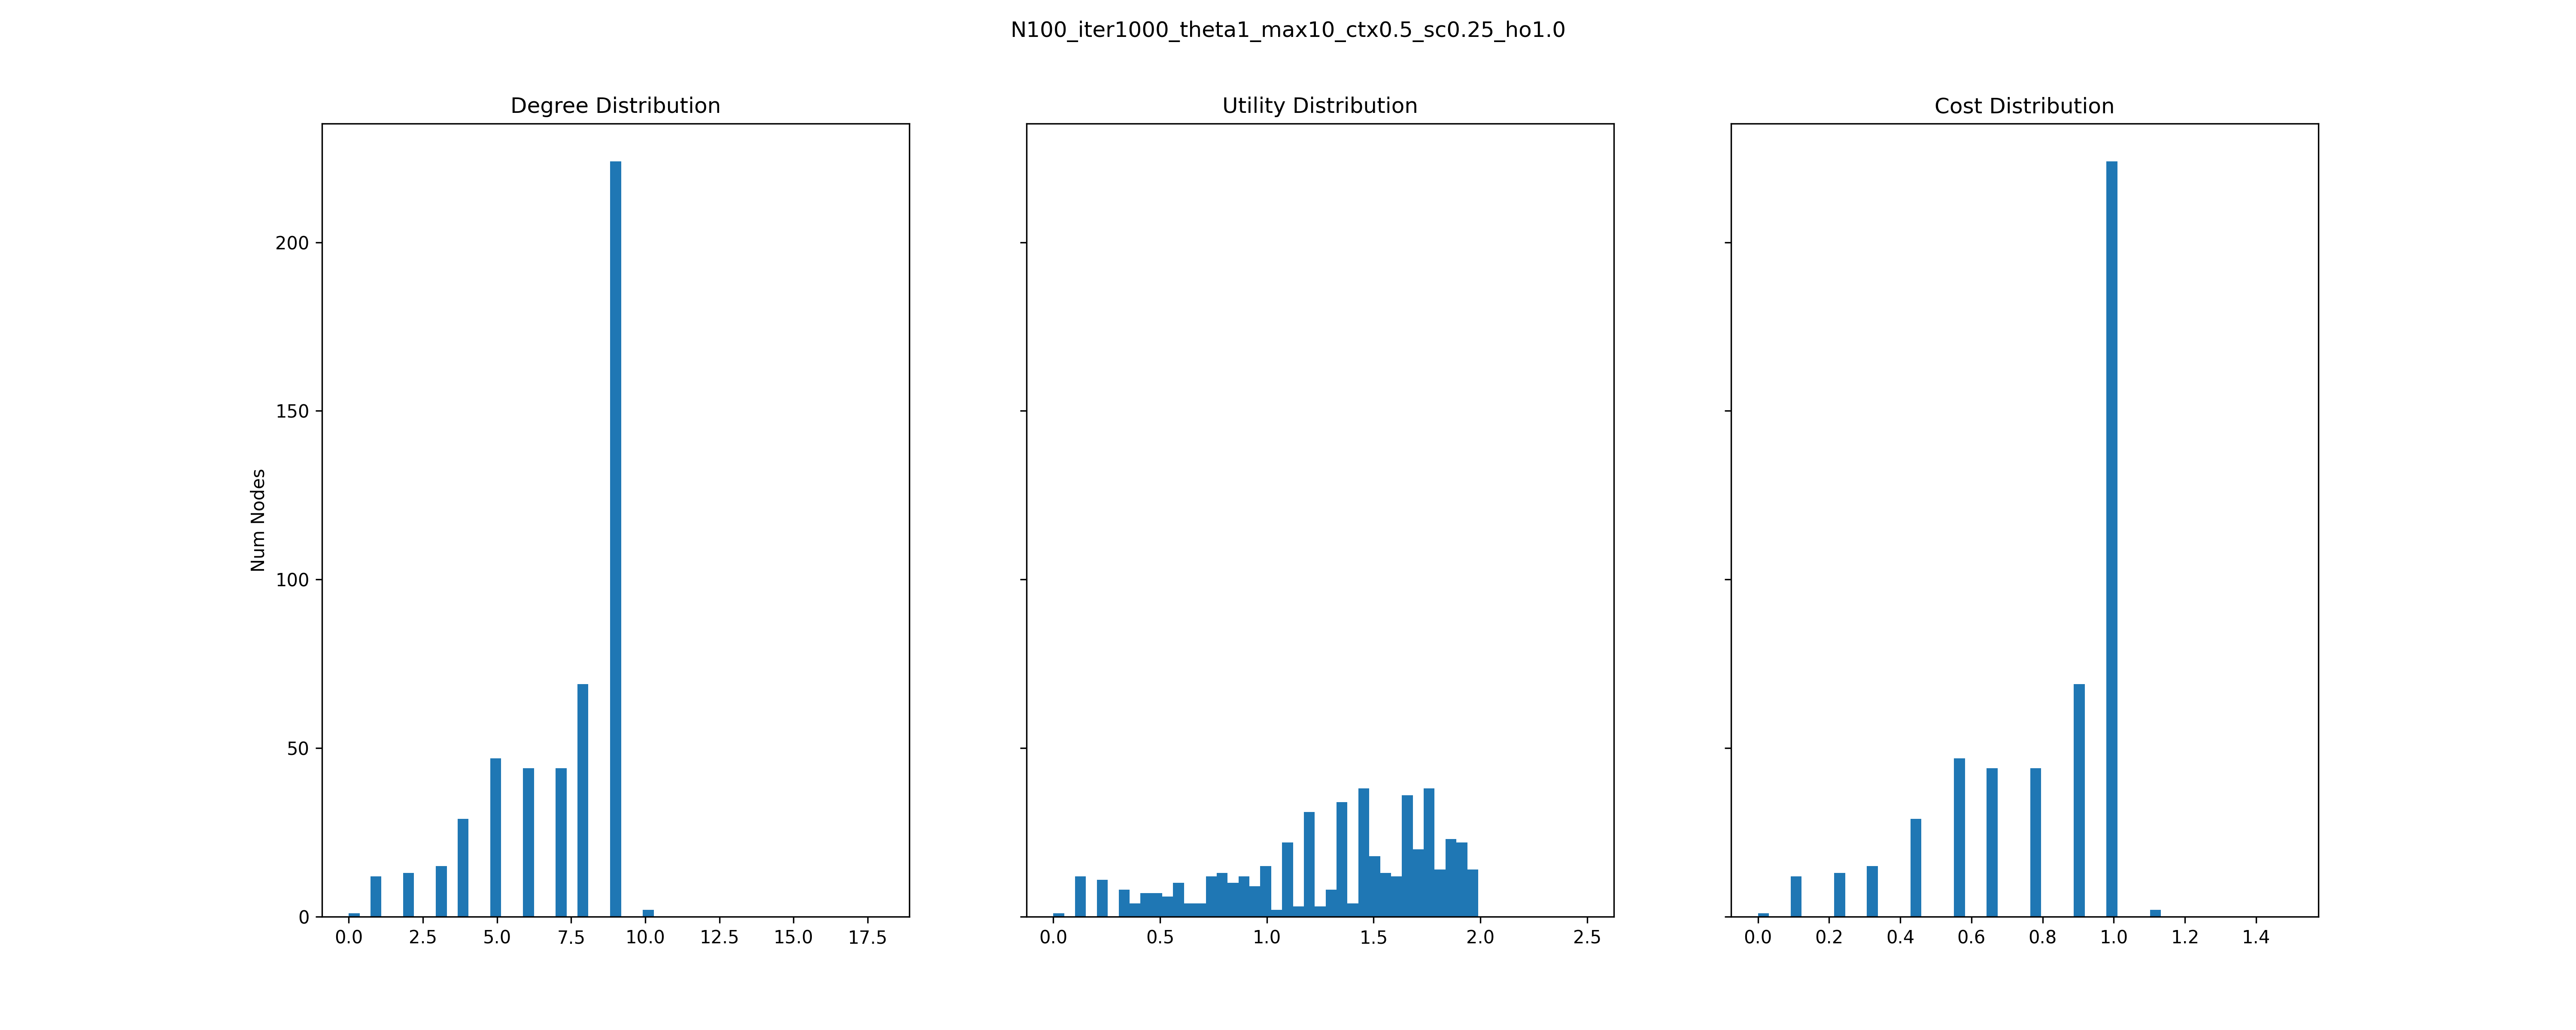 N100_iter1000_theta1_max10_ctx0.5_sc0.25_ho1.0
Degree Distribution
Utility Distribution
Cost Distribution
Num Nodes
200
150
100
50
0
0.0 2.5 5.0 7.5 10.0 12.5 15.0 17.5
0.0 0.5 1.0 1.5 2.0 2.5
0.0 0.2 0.4 0.6 0.8 1.0 1.2 1.4